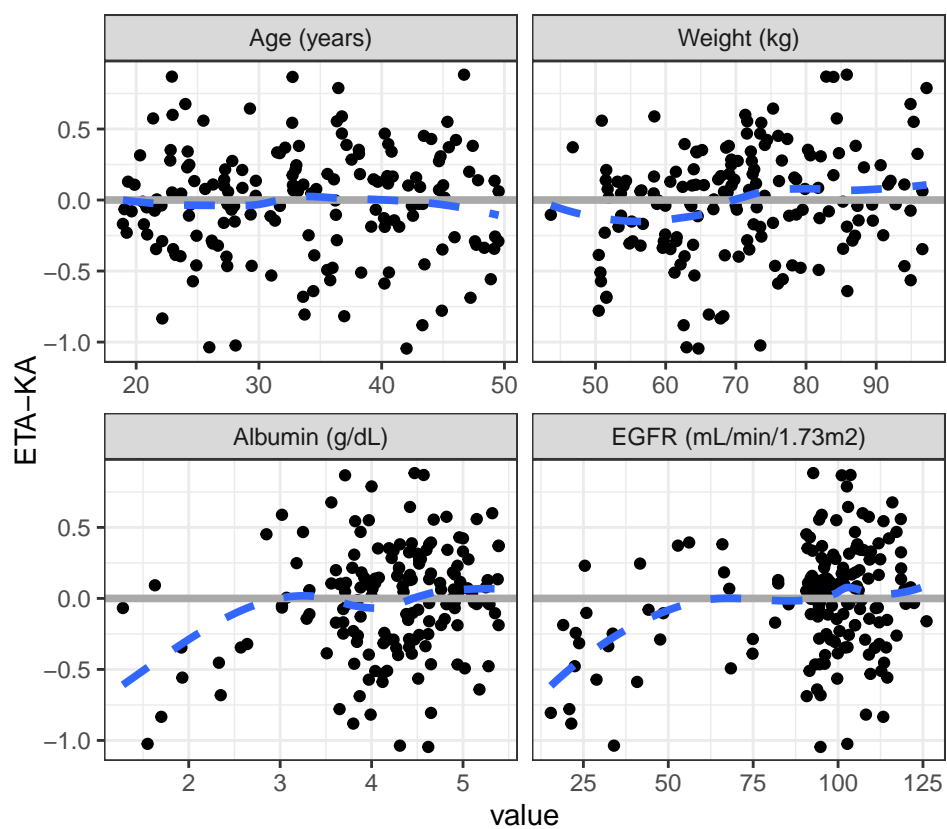 Age (years)
Weight (kg)
0.5
0.0
−0.5
−1.0
20 30 40 50
50 60 70 80 90
Albumin (g/dL)
EGFR (mL/min/1.73m2)
0.5
0.0
−0.5
−1.0
2 3 4 5
25 50 75 100 125
ETA−KA
value